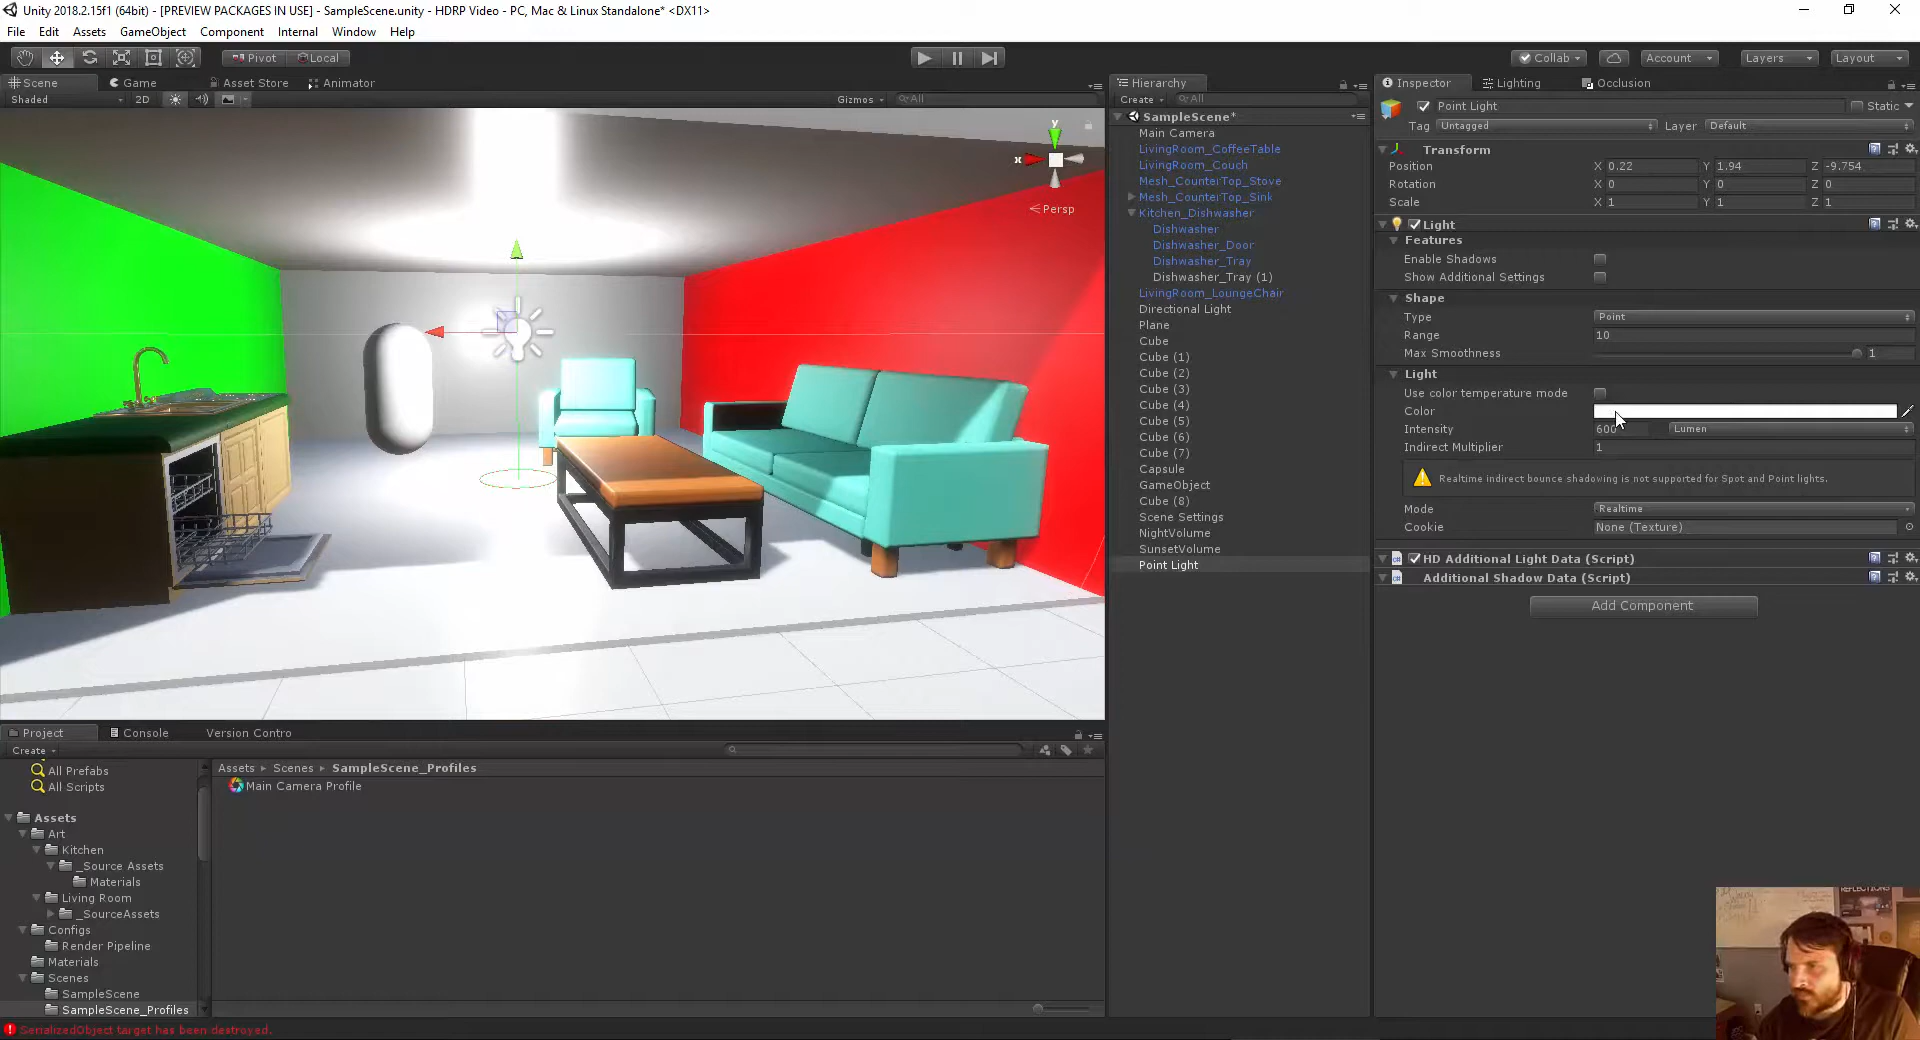 Unity 2018.2.15f1 (64bit) - [PREVIEW PACKAGES IN USE] - SampleScene.unity - HDRP Video - PC, Mac & Linux Standalone* <DX11>
File Edit Assets GameObject Component Internal Window Help
Pivot Local Collab Account Layers Layout
Scene Game Asset Store Animator
Shaded 2D Gizmos All
y
x
Persp
Hierarchy
Create All
SampleScene*
Main Camera
LivingRoom_CoffeeTable
LivingRoom_Couch
Mesh_CounterTop_Stove
Mesh_CounterTop_Sink
Kitchen_Dishwasher
Dishwasher
Dishwasher_Door
Dishwasher_Tray
Dishwasher_Tray (1)
LivingRoom_LoungeChair
Directional Light
Plane
Cube
Cube (1)
Cube (2)
Cube (3)
Cube (4)
Cube (5)
Cube (6)
Cube (7)
Capsule
GameObject
Cube (8)
Scene Settings
NightVolume
SunsetVolume
Point Light
Inspector Lighting Occlusion
Point Light Static
Tag Untagged Layer Default
Transform
Position X 0.22 Y 1.94 Z -9.754
Rotation X 0 Y 0 Z 0
Scale X 1 Y 1 Z 1
Light
Features
Enable Shadows
Show Additional Settings
Shape
Type Point
Range 10
Max Smoothness 1
Light
Use color temperature mode
Color
Intensity 600 Lumen
Indirect Multiplier 1
Realtime indirect bounce shadowing is not supported for Spot and Point lights.
Mode Realtime
Cookie None (Texture)
HD Additional Light Data (Script)
Additional Shadow Data (Script)
Add Component
Project Console Version Contro
Create
All Prefabs
All Scripts
Assets
Art
Kitchen
_Source Assets
Materials
Living Room
_SourceAssets
Configs
Render Pipeline
Materials
Scenes
SampleScene
SampleScene_Profiles
Assets Scenes SampleScene_Profiles
Main Camera Profile
SerializedObject target has been destroyed.
REFLECTIONS